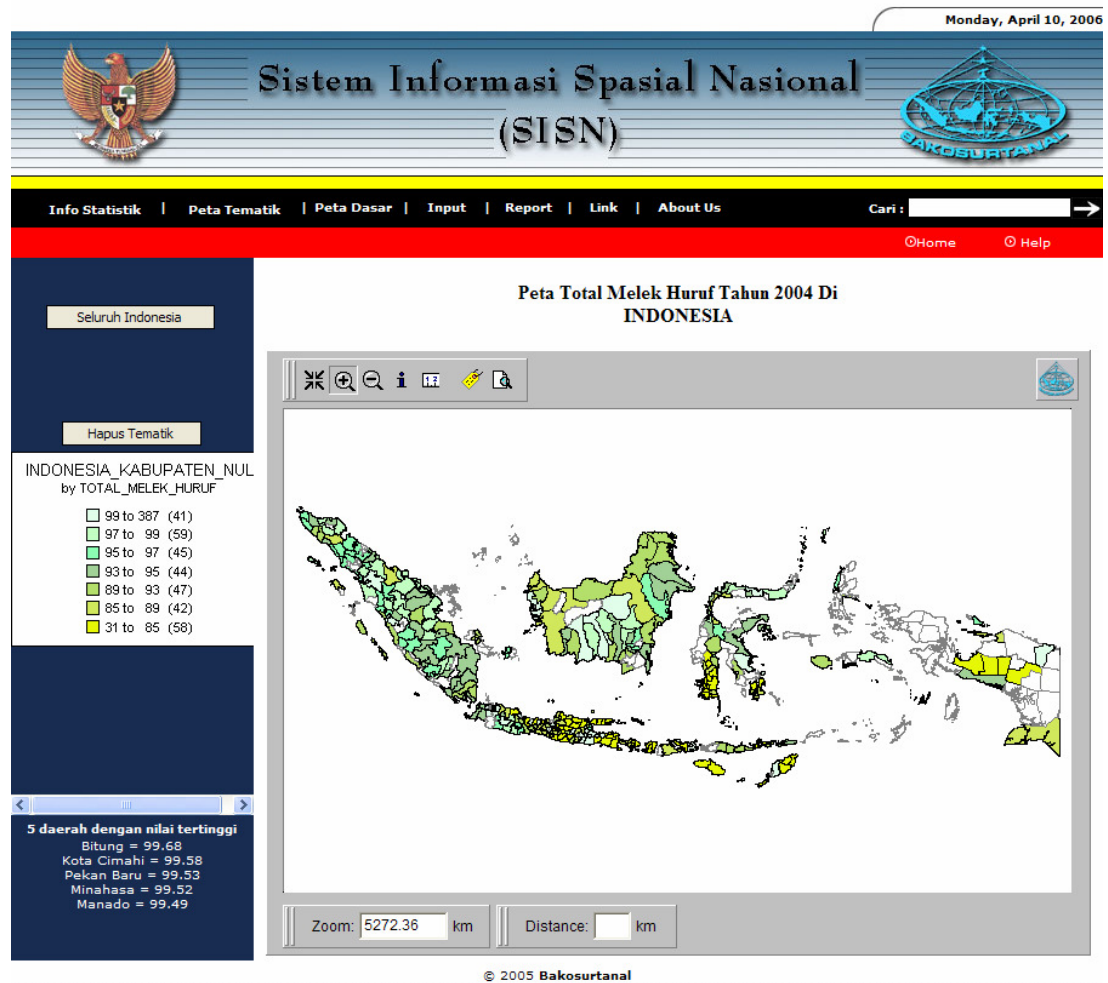 Monday, April 10, 2006
Sistem Informasi Spasial Nasional
(SISN)
BAKOSURTANAL
Info Statistik | Peta Tematik | Peta Dasar | Input | Report | Link | About Us
Cari :
Home Help
Seluruh Indonesia
Hapus Tematik
INDONESIA_KABUPATEN_NUL
by TOTAL_MELEK_HURUF
99 to 387 (41)
97 to 99 (59)
95 to 97 (45)
93 to 95 (44)
89 to 93 (47)
85 to 89 (42)
31 to 85 (58)
5 daerah dengan nilai tertinggi
Bitung = 99.68
Kota Cimahi = 99.58
Pekan Baru = 99.53
Minahasa = 99.52
Manado = 99.49
Peta Total Melek Huruf Tahun 2004 Di
INDONESIA
Zoom: 5272.36 km
Distance: km
© 2005 Bakosurtanal